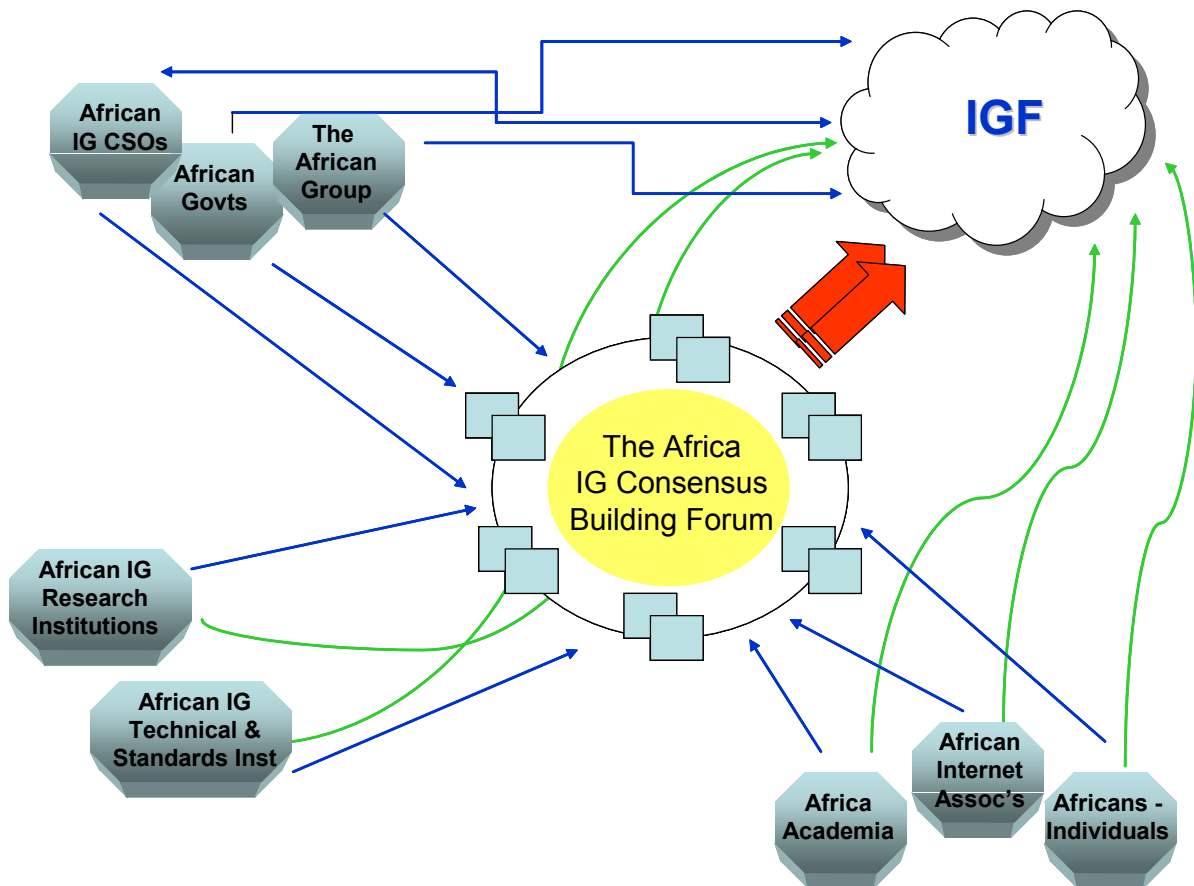 African
IG CSOs
African
Govts
The
African
Group
IGF
The Africa
IG Consensus
Building Forum
African IG
Research
Institutions
African IG
Technical &
Standards Inst
Africa
Academia
African
Internet
Assoc’s
Africans -
Individuals